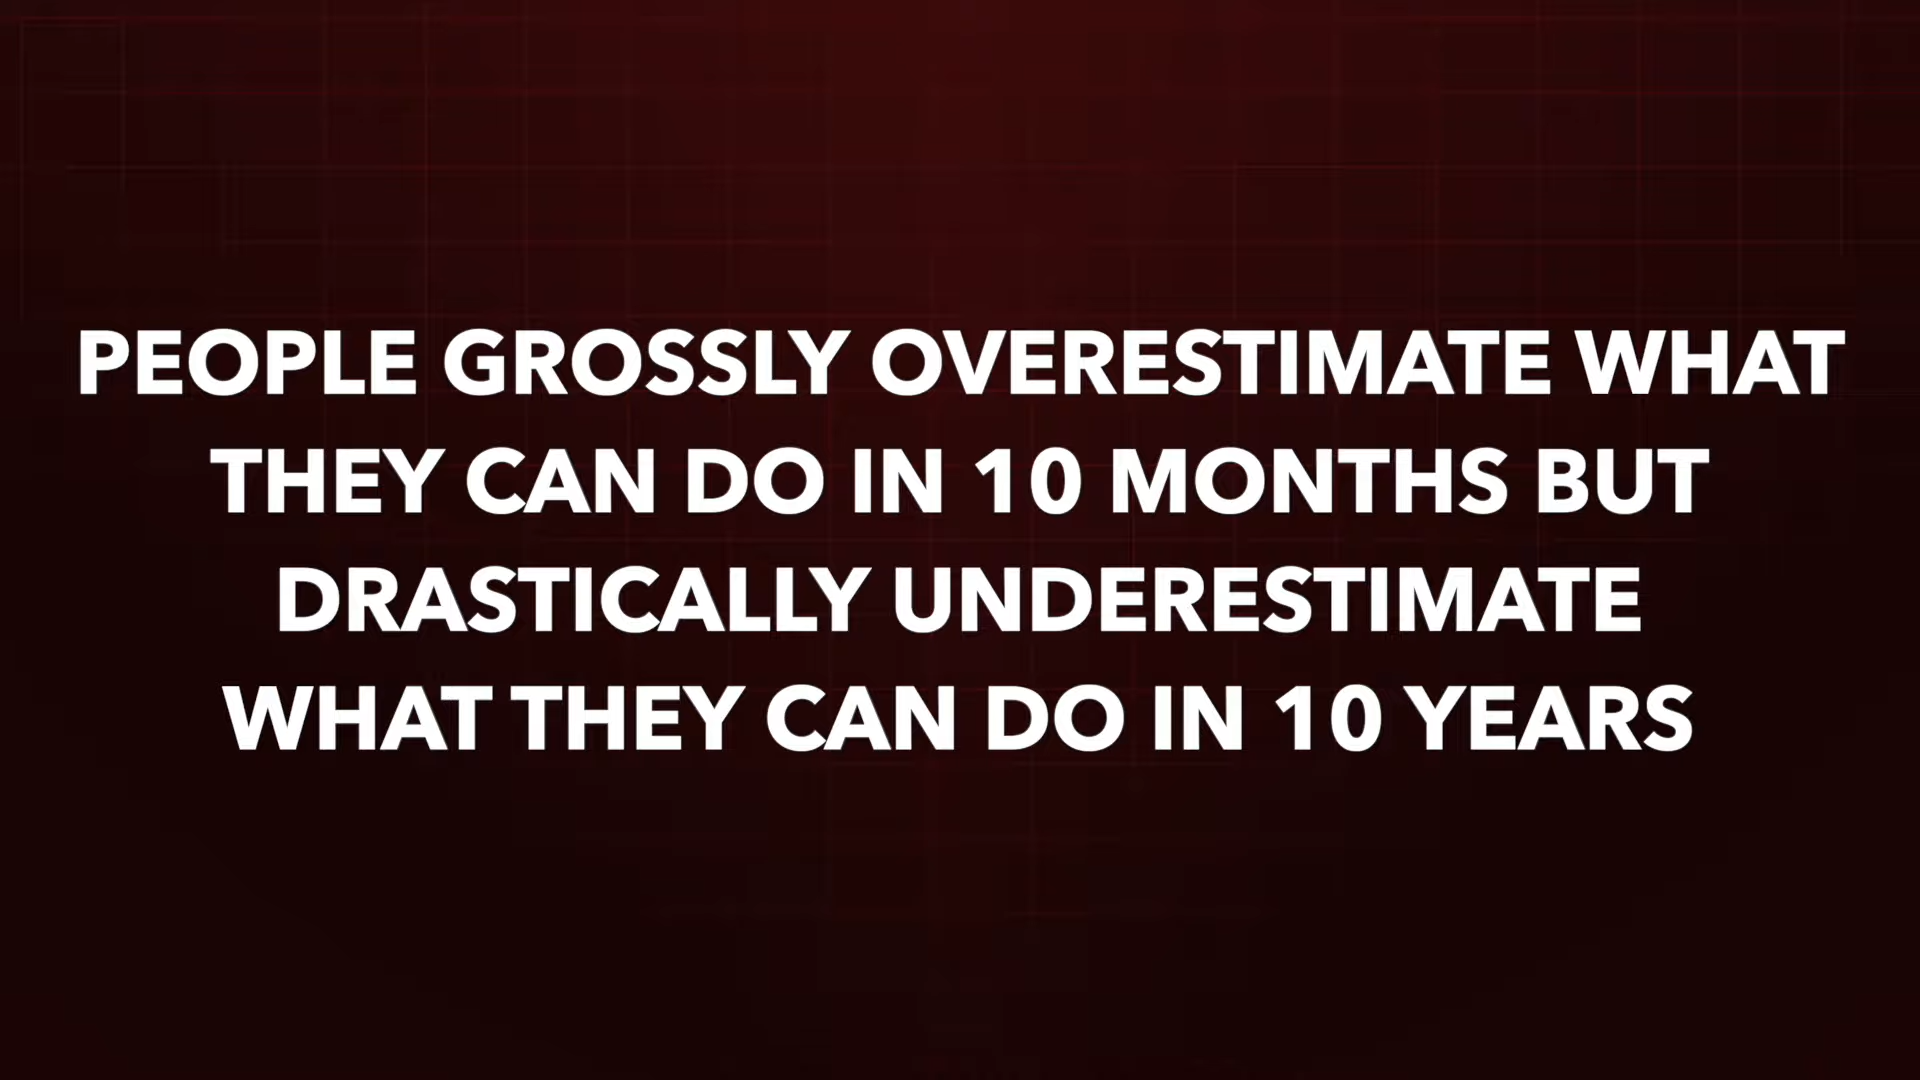 PEOPLE GROSSLY OVERESTIMATE WHAT
THEY CAN DO IN 10 MONTHS BUT
DRASTICALLY UNDERESTIMATE
WHAT THEY CAN DO IN 10 YEARS